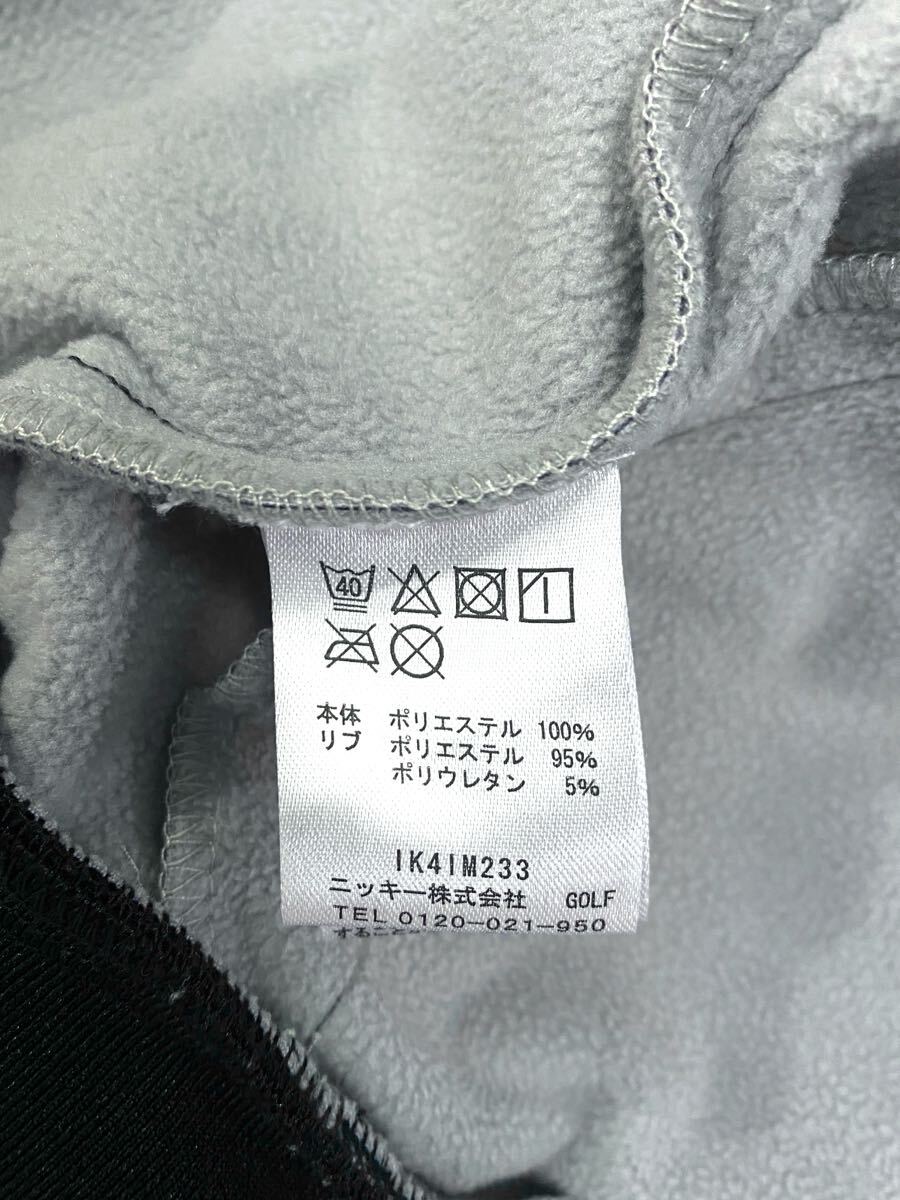 40
本体 ポリエステル 100%
リブ ポリエステル 95%
ポリウレタン 5%
IK4IM233
ニッキー株式会社 GOLF
TEL 0120-021-950